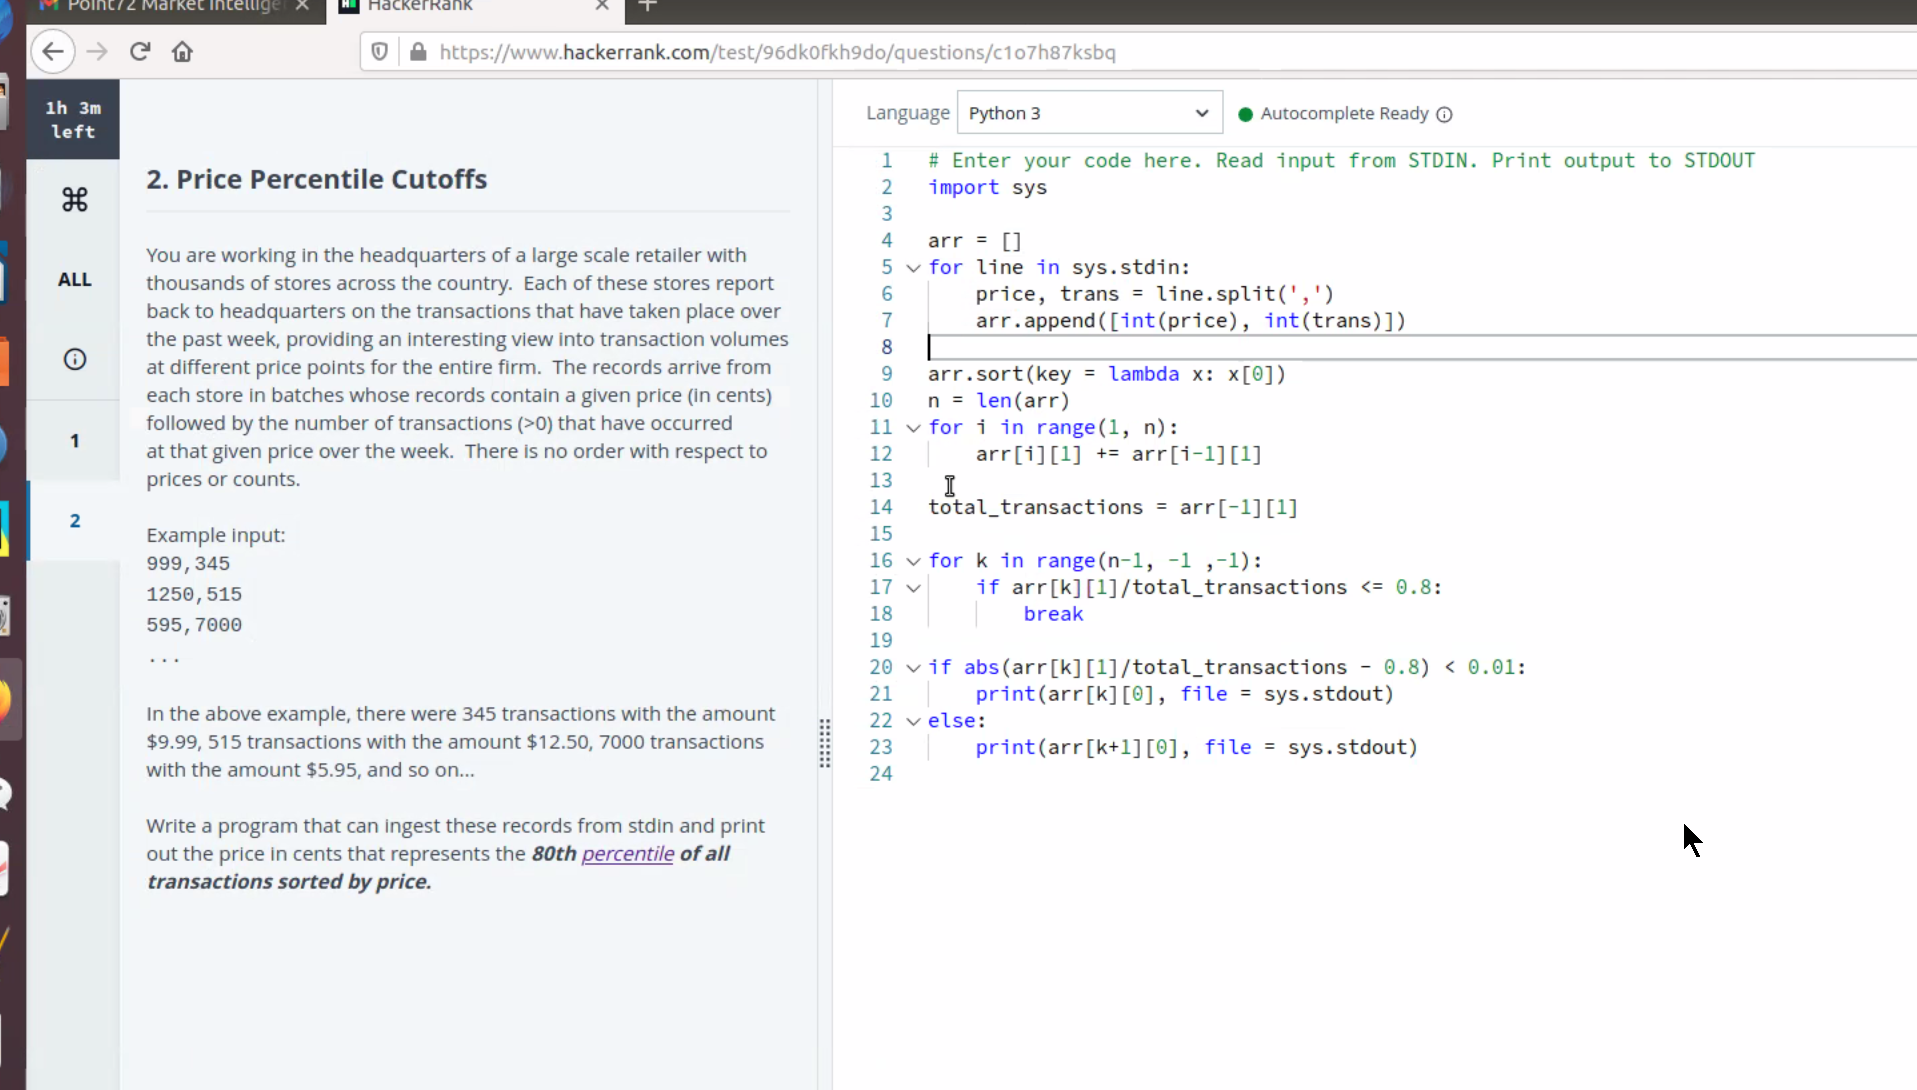 Point72 Market Intellige
HackerRank
https://www.hackerrank.com/test/96dk0fkh9do/questions/c1o7h87ksbq
1h 3m
left
ALL
1
2
2. Price Percentile Cutoffs
You are working in the headquarters of a large scale retailer with
thousands of stores across the country.  Each of these stores report
back to headquarters on the transactions that have taken place over
the past week, providing an interesting view into transaction volumes
at different price points for the entire firm.  The records arrive from
each store in batches whose records contain a given price (in cents)
followed by the number of transactions (>0) that have occurred
at that given price over the week.  There is no order with respect to
prices or counts.
Example input:
999,345
1250,515
595,7000
...
In the above example, there were 345 transactions with the amount
$9.99, 515 transactions with the amount $12.50, 7000 transactions
with the amount $5.95, and so on...
Write a program that can ingest these records from stdin and print
out the price in cents that represents the 80th percentile of all
transactions sorted by price.
Language Python 3 Autocomplete Ready
1 # Enter your code here. Read input from STDIN. Print output to STDOUT
2 import sys
3
4 arr = []
5 for line in sys.stdin:
6     price, trans = line.split(',')
7     arr.append([int(price), int(trans)])
8
9 arr.sort(key = lambda x: x[0])
10 n = len(arr)
11 for i in range(1, n):
12     arr[i][1] += arr[i-1][1]
13
14 total_transactions = arr[-1][1]
15
16 for k in range(n-1, -1 ,-1):
17     if arr[k][1]/total_transactions <= 0.8:
18         break
19
20 if abs(arr[k][1]/total_transactions - 0.8) < 0.01:
21     print(arr[k][0], file = sys.stdout)
22 else:
23     print(arr[k+1][0], file = sys.stdout)
24